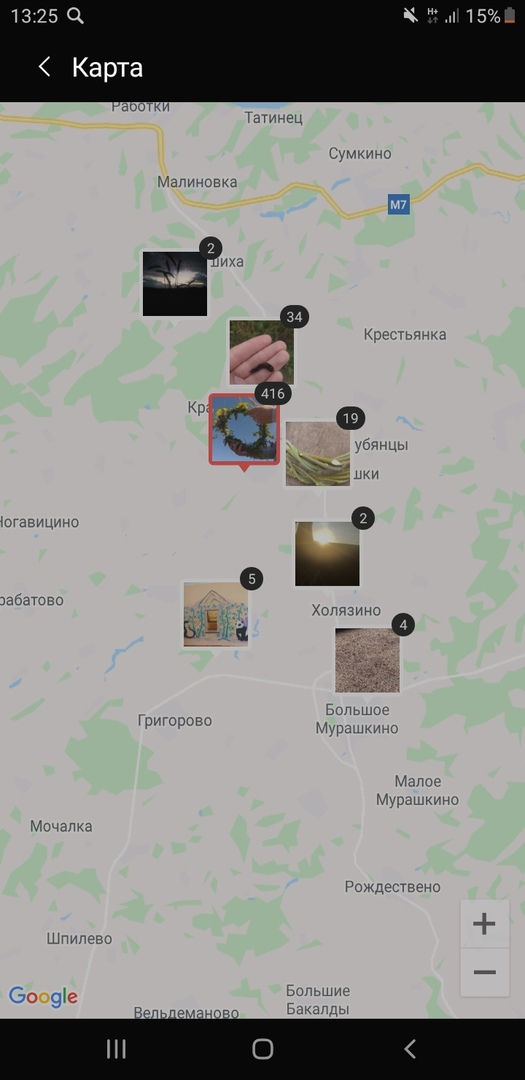 13:25 H+ 15%
Карта
Работки
Татинец
Сумкино
Малиновка
M7
2
шиха
34
Крестьянка
416
Кра
19
убянцы
шки
2
Ногавицино
5
рабатово
Холязино
4
Григорово
Большое
Мурашкино
Малое
Мурашкино
Мочалка
Рождествено
+
Шпилево
−
Google
Большие
Бакалды
Вельдеманово